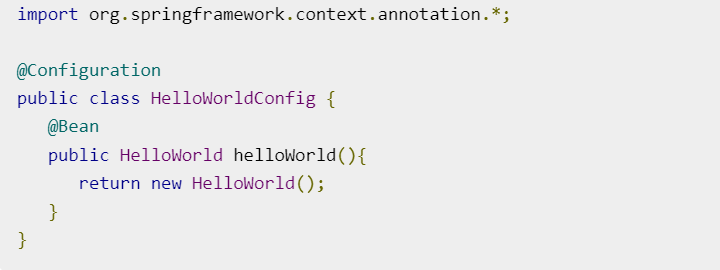 import org.springframework.context.annotation.*;
@Configuration
public class HelloWorldConfig {
@Bean
public HelloWorld helloWorld(){
return new HelloWorld();
}
}